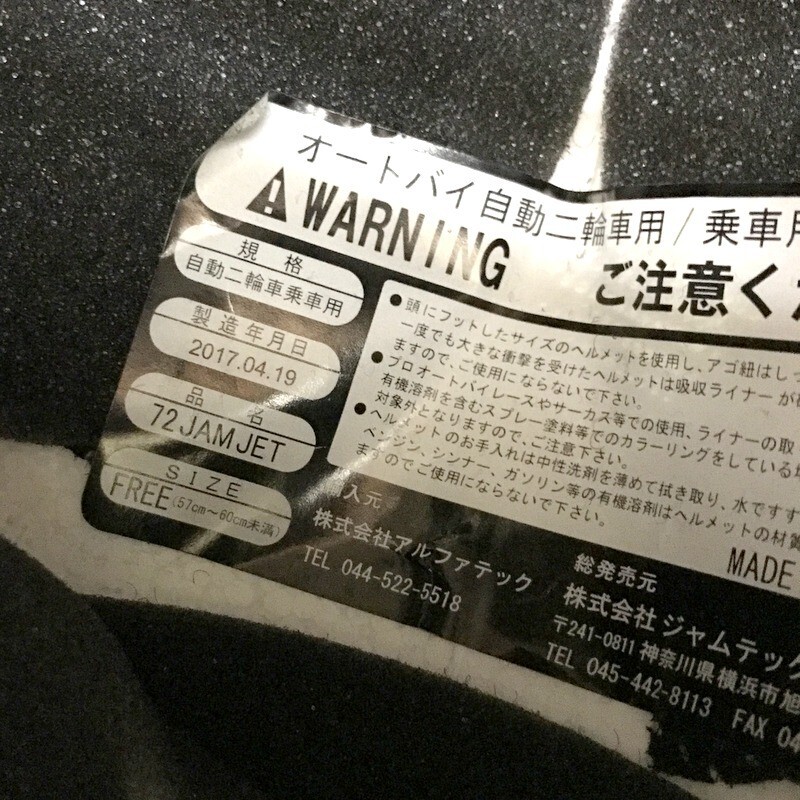 オートバイ自動二輪車用/乗車用
WARNING ご注意くだ
規格
自動二輪車乗車用
製造年月日
2017.04.19
品名
72JAMJET
SIZE
FREE(57cm～60cm未満)
●頭にフットしたサイズのヘルメットを使用し、アゴ紐はしっ
一度でも大きな衝撃を受けたヘルメットは吸収ライナーが
ますので、ご使用にならないで下さい。
●プロオートバイレースやサーカス等での使用、ライナーの取
有機溶剤を含むスプレー塗料等でのカラーリングをしている場
対象外となりますので、ご注意下さい。
●ヘルメットのお手入れは中性洗剤を薄めて拭き取り、水ですす
ベンジン、シンナー、ガソリン等の有機溶剤はヘルメットの材質
ますのでご使用にならないで下さい。
MADE
入元
株式会社アルファテック
TEL 044-522-5518
総発売元
株式会社ジャムテック
〒241-0811 神奈川県横浜市旭
TEL 045-442-8113 FAX 04